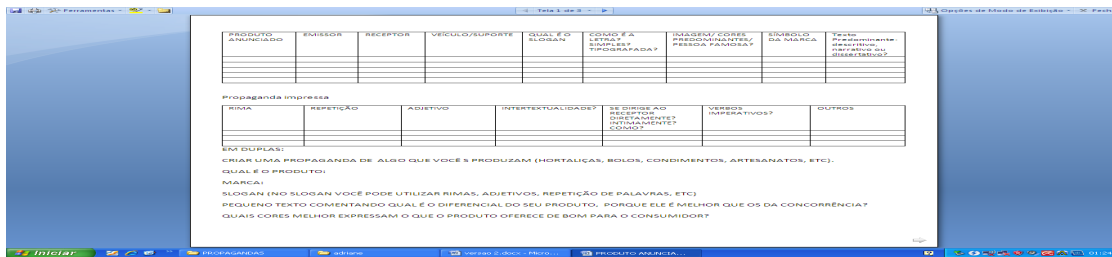 Ferramentas
Tela 1 de 3
Opções de Modo de Exibição
PRODUTO ANUNCIADO
EMISSOR
RECEPTOR
VEÍCULO/SUPORTE
QUAL É O SLOGAN
COMO É A LETRA? SIMPLES? TIPOGRAFADA?
IMAGEM/ CORES PREDOMINANTES/ PESSOA FAMOSA?
SÍMBOLO DA MARCA
Texto Predominante: descritivo, narrativo ou dissertativo?
Propaganda impressa
RIMA
REPETIÇÃO
ADJETIVO
INTERTEXTUALIDADE?
SE DIRIGE AO RECEPTOR DIRETAMENTE? INTIMAMENTE? COMO?
VERBOS IMPERATIVOS?
OUTROS
EM DUPLAS:
CRIAR UMA PROPAGANDA DE ALGO QUE VOCÊ S PRODUZAM (HORTALIÇAS, BOLOS, CONDIMENTOS, ARTESANATOS, ETC).
QUAL É O PRODUTO:
MARCA:
SLOGAN (NO SLOGAN VOCÊ PODE UTILIZAR RIMAS, ADJETIVOS, REPETIÇÃO DE PALAVRAS, ETC)
PEQUENO TEXTO COMENTANDO QUAL É O DIFERENCIAL DO SEU PRODUTO, PORQUE ELE É MELHOR QUE OS DA CONCORRÊNCIA?
QUAIS CORES MELHOR EXPRESSAM O QUE O PRODUTO OFERECE DE BOM PARA O CONSUMIDOR?
Iniciar
PROPAGANDAS
adriane
versao 2.docx - Micro...
PRODUTO ANUNCIA...
01:24